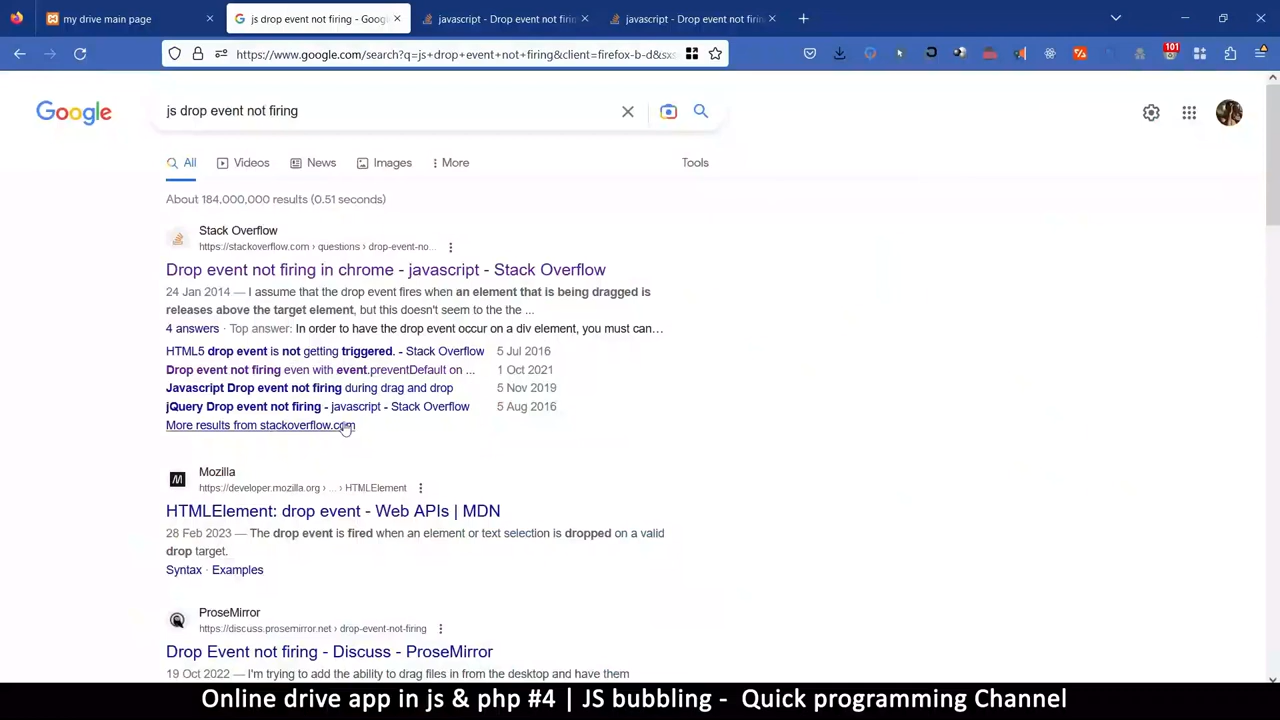 my drive main page
js drop event not firing - Goog
javascript - Drop event not firin
javascript - Drop event not firin
https://www.google.com/search?q=js+drop+event+not+firing&client=firefox-b-d&sxs
101
Google
js drop event not firing
All
Videos
News
Images
More
Tools
About 184,000,000 results (0.51 seconds)
Stack Overflow
https://stackoverflow.com › questions › drop-event-no...
Drop event not firing in chrome - javascript - Stack Overflow
24 Jan 2014 — I assume that the drop event fires when an element that is being dragged is
releases above the target element, but this doesn't seem to the the ...
4 answers · Top answer: In order to have the drop event occur on a div element, you must can…
HTML5 drop event is not getting triggered. - Stack Overflow 5 Jul 2016
Drop event not firing even with event.preventDefault on ... 1 Oct 2021
Javascript Drop event not firing during drag and drop 5 Nov 2019
jQuery Drop event not firing - javascript - Stack Overflow 5 Aug 2016
More results from stackoverflow.com
Mozilla
https://developer.mozilla.org › ... › HTMLElement
HTMLElement: drop event - Web APIs | MDN
28 Feb 2023 — The drop event is fired when an element or text selection is dropped on a valid
drop target.
Syntax · Examples
ProseMirror
https://discuss.prosemirror.net › drop-event-not-firing
Drop Event not firing - Discuss - ProseMirror
19 Oct 2022 — I'm trying to add the ability to drag files in from the desktop and have them
Online drive app in js & php #4 | JS bubbling - Quick programming Channel